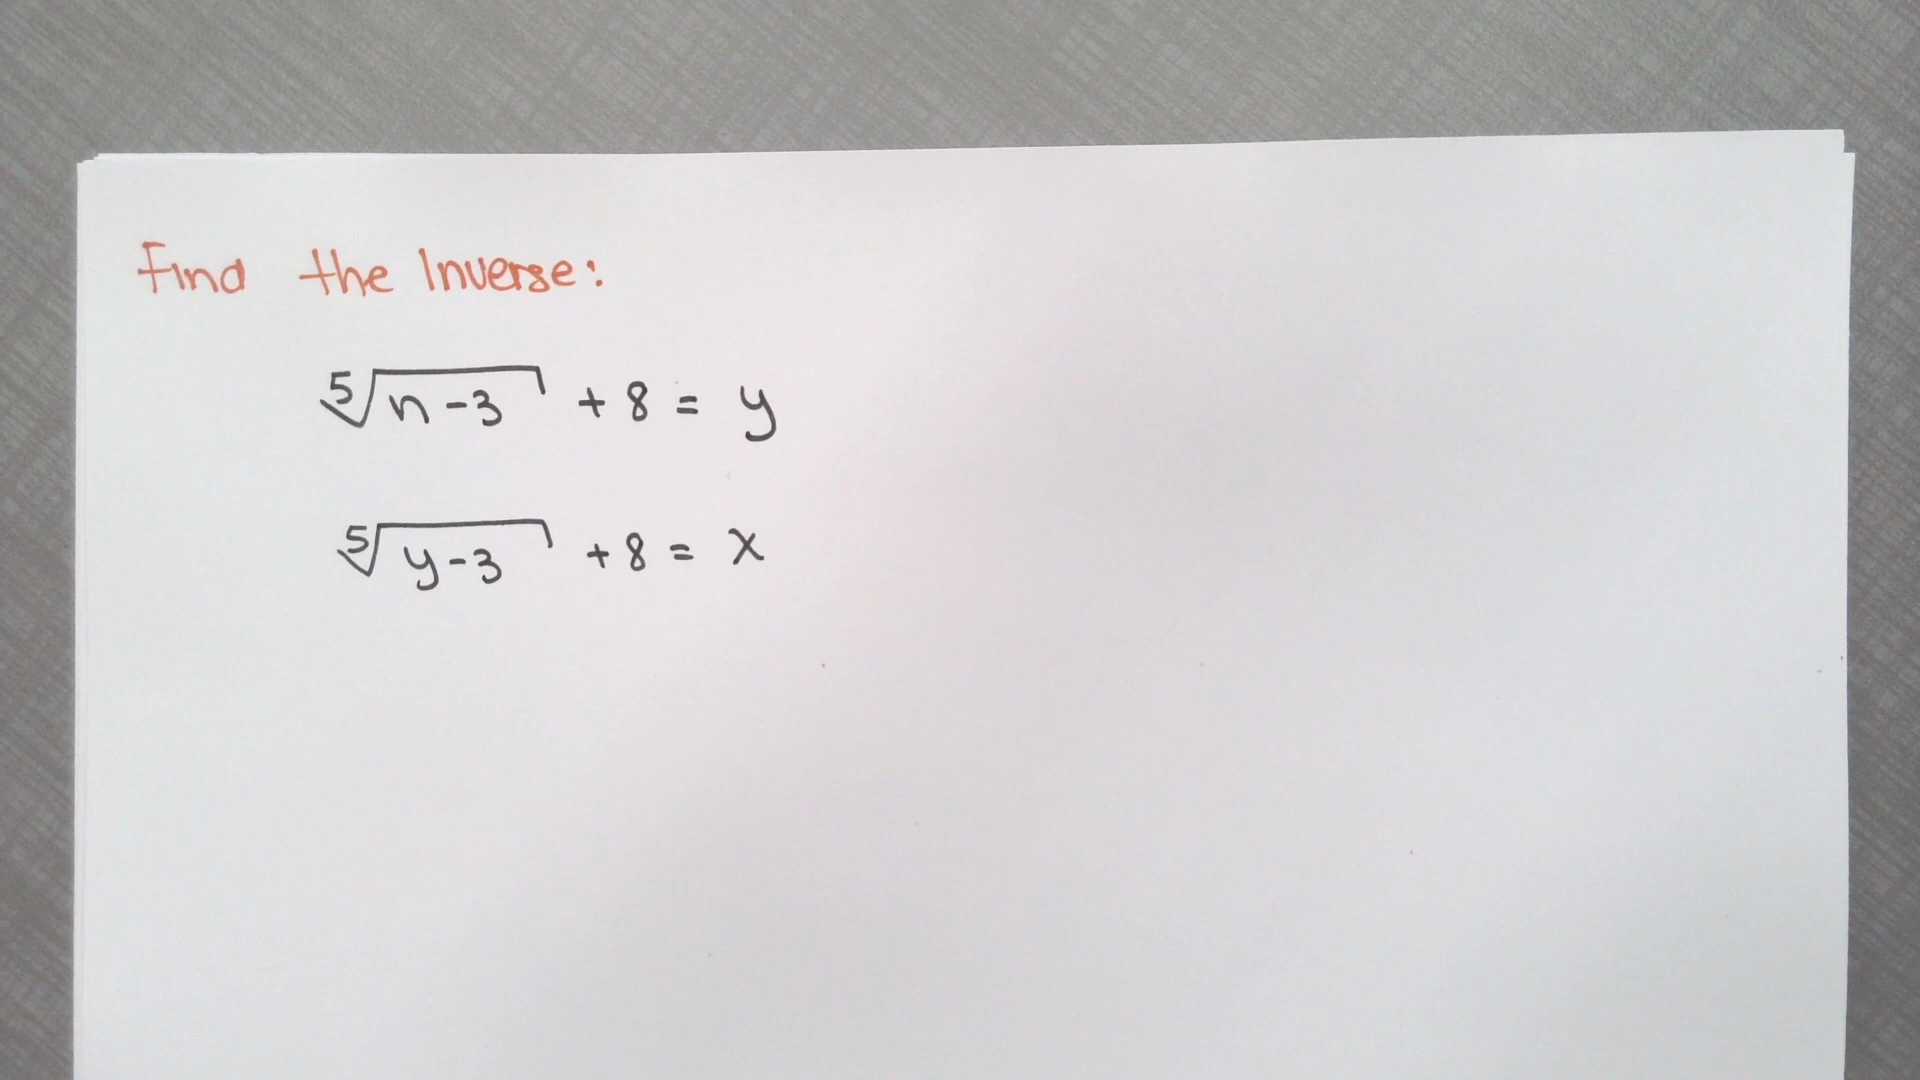 Find the Inverse:
⁵√n-3 + 8 = y
⁵√y-3 + 8 = x